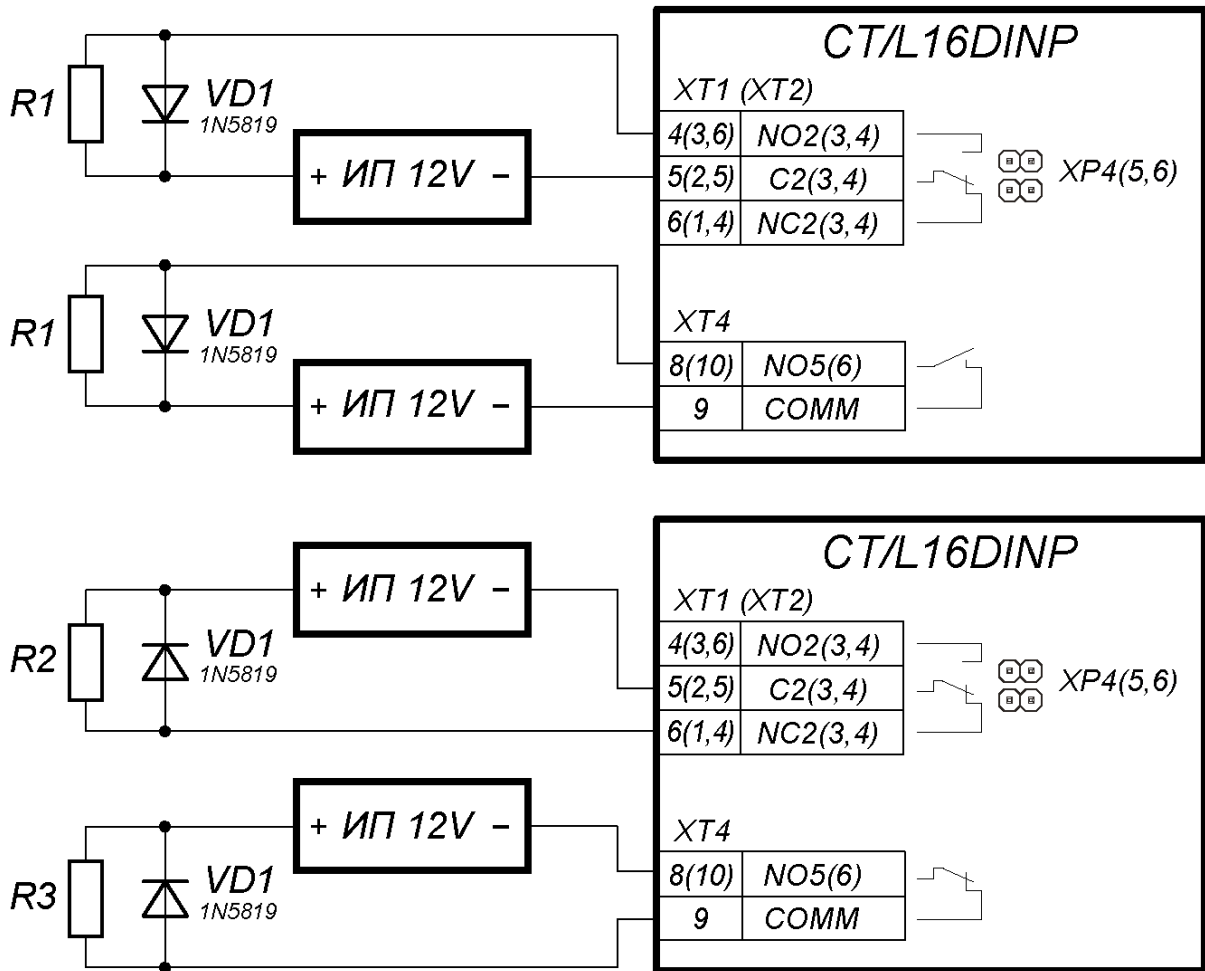 CT/L16DINP
XT1 (XT2)
R1
VD1
1N5819
+ ИП 12V −
4(3,6) NO2(3,4)
5(2,5) C2(3,4)
6(1,4) NC2(3,4)
XP4(5,6)
R1
VD1
1N5819
+ ИП 12V −
XT4
8(10) NO5(6)
9 COMM
CT/L16DINP
+ ИП 12V −
XT1 (XT2)
R2
VD1
1N5819
4(3,6) NO2(3,4)
5(2,5) C2(3,4)
6(1,4) NC2(3,4)
XP4(5,6)
+ ИП 12V −
XT4
R3
VD1
1N5819
8(10) NO5(6)
9 COMM